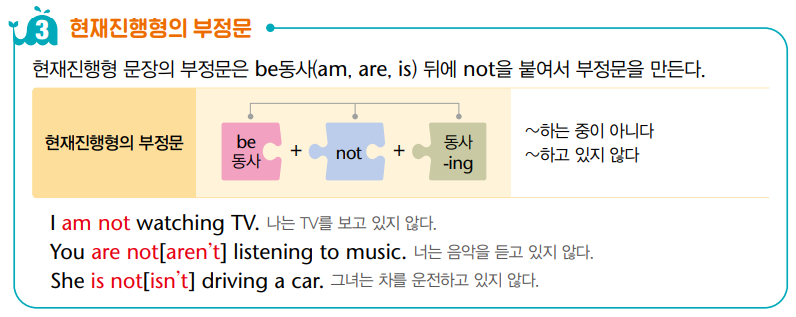 3 현재진행형의 부정문
현재진행형 문장의 부정문은 be동사(am, are, is) 뒤에 not을 붙여서 부정문을 만든다.
현재진행형의 부정문
be
동사
+
not
+
동사
-ing
~하는 중이 아니다
~하고 있지 않다
I am not watching TV. 나는 TV를 보고 있지 않다.
You are not[aren't] listening to music. 너는 음악을 듣고 있지 않다.
She is not[isn't] driving a car. 그녀는 차를 운전하고 있지 않다.